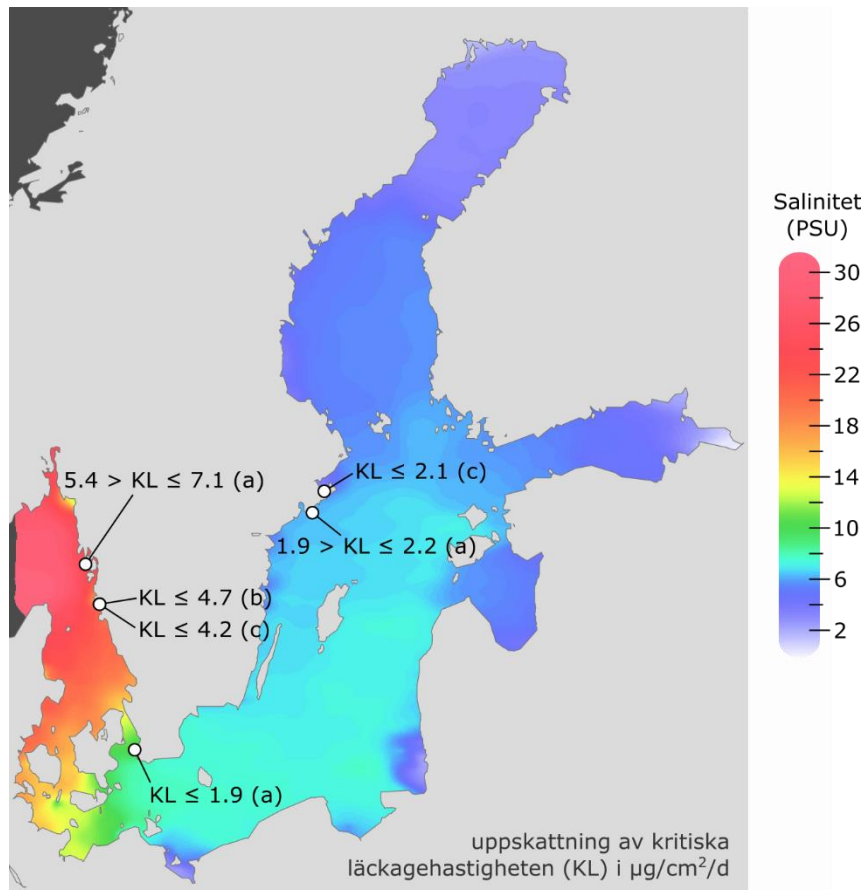 Salinitet
(PSU)
30
26
22
18
14
10
6
2
5.4 > KL ≤ 7.1 (a)
KL ≤ 2.1 (c)
1.9 > KL ≤ 2.2 (a)
KL ≤ 4.7 (b)
KL ≤ 4.2 (c)
KL ≤ 1.9 (a)
uppskattning av kritiska
läckagehastigheten (KL) i µg/cm²/d